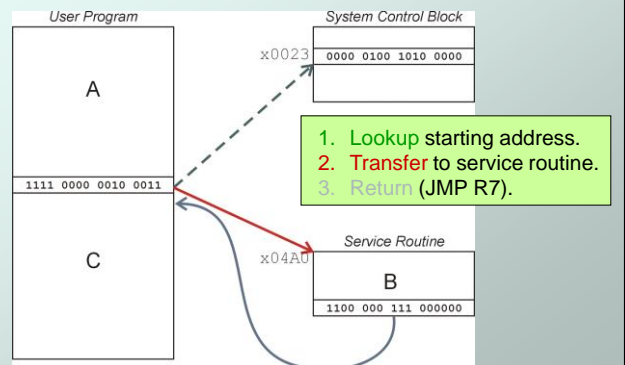 User Program
System Control Block
x0023
0000 0100 1010 0000
A
1. Lookup starting address.
2. Transfer to service routine.
3. Return (JMP R7).
1111 0000 0010 0011
C
Service Routine
x04A0
B
1100 000 111 000000